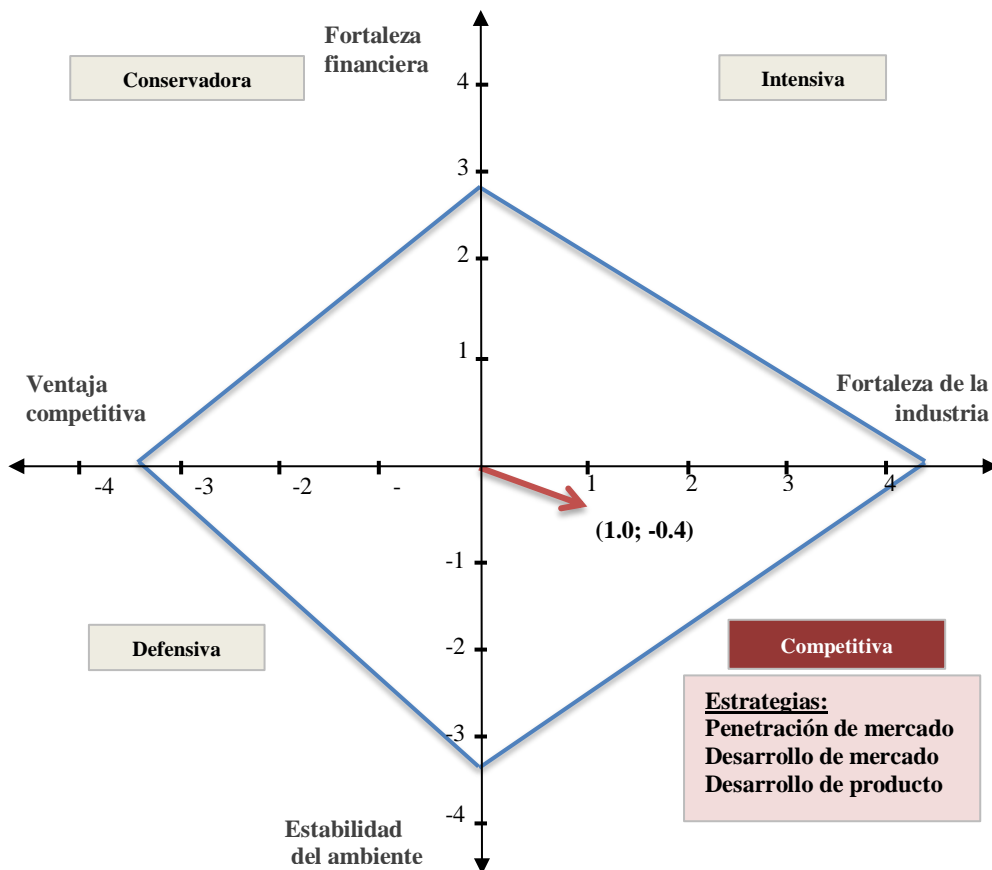 Fortaleza
financiera
Conservadora
Intensiva
4
3
2
1
Ventaja
competitiva
Fortaleza de la
industria
-4
-3
-2
-
1
2
3
4
(1.0; -0.4)
-1
-2
-3
-4
Defensiva
Competitiva
Estrategias:
Penetración de mercado
Desarrollo de mercado
Desarrollo de producto
Estabilidad
del ambiente